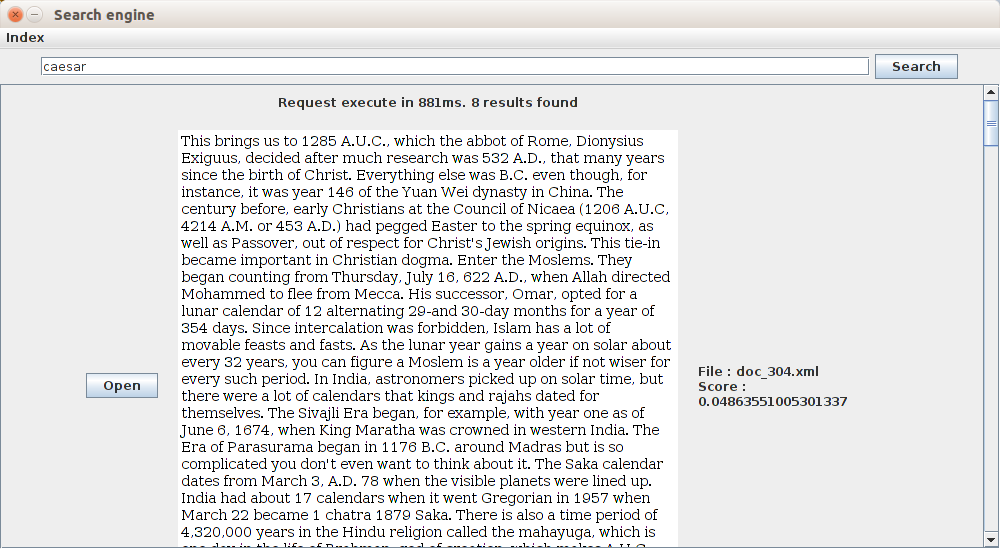 Search engine
Index
caesar
Search
Request execute in 881ms. 8 results found
This brings us to 1285 A.U.C., which the abbot of Rome, Dionysius
Exiguus, decided after much research was 532 A.D., that many years
since the birth of Christ. Everything else was B.C. even though, for
instance, it was year 146 of the Yuan Wei dynasty in China. The
century before, early Christians at the Council of Nicaea (1206 A.U.C,
4214 A.M. or 453 A.D.) had pegged Easter to the spring equinox, as
well as Passover, out of respect for Christ's Jewish origins. This tie-in
became important in Christian dogma. Enter the Moslems. They
began counting from Thursday, July 16, 622 A.D., when Allah directed
Mohammed to flee from Mecca. His successor, Omar, opted for a
lunar calendar of 12 alternating 29-and 30-day months for a year of
354 days. Since intercalation was forbidden, Islam has a lot of
movable feasts and fasts. As the lunar year gains a year on solar about
every 32 years, you can figure a Moslem is a year older if not wiser for
every such period. In India, astronomers picked up on solar time, but
there were a lot of calendars that kings and rajahs dated for
themselves. The Sivajli Era began, for example, with year one as of
June 6, 1674, when King Maratha was crowned in western India. The
Era of Parasurama began in 1176 B.C. around Madras but is so
complicated you don't even want to think about it. The Saka calendar
dates from March 3, A.D. 78 when the visible planets were lined up.
India had about 17 calendars when it went Gregorian in 1957 when
March 22 became 1 chatra 1879 Saka. There is also a time period of
4,320,000 years in the Hindu religion called the mahayuga, which is
Open
File : doc_304.xml
Score :
0.04863551005301337